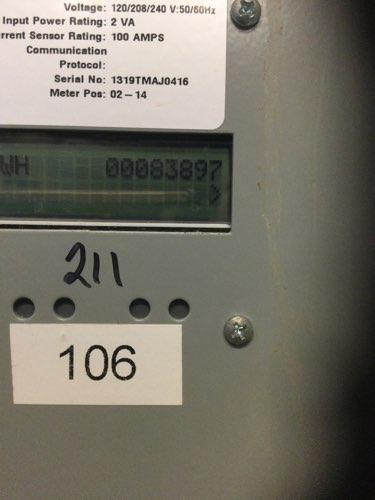 Voltage: 120/208/240 V:50/60Hz
Input Power Rating: 2 VA
rrent Sensor Rating: 100 AMPS
Communication
Protocol:
Serial No: 1319TMAJ0416
Meter Pos: 02-14
WH 00083897
>
211
106